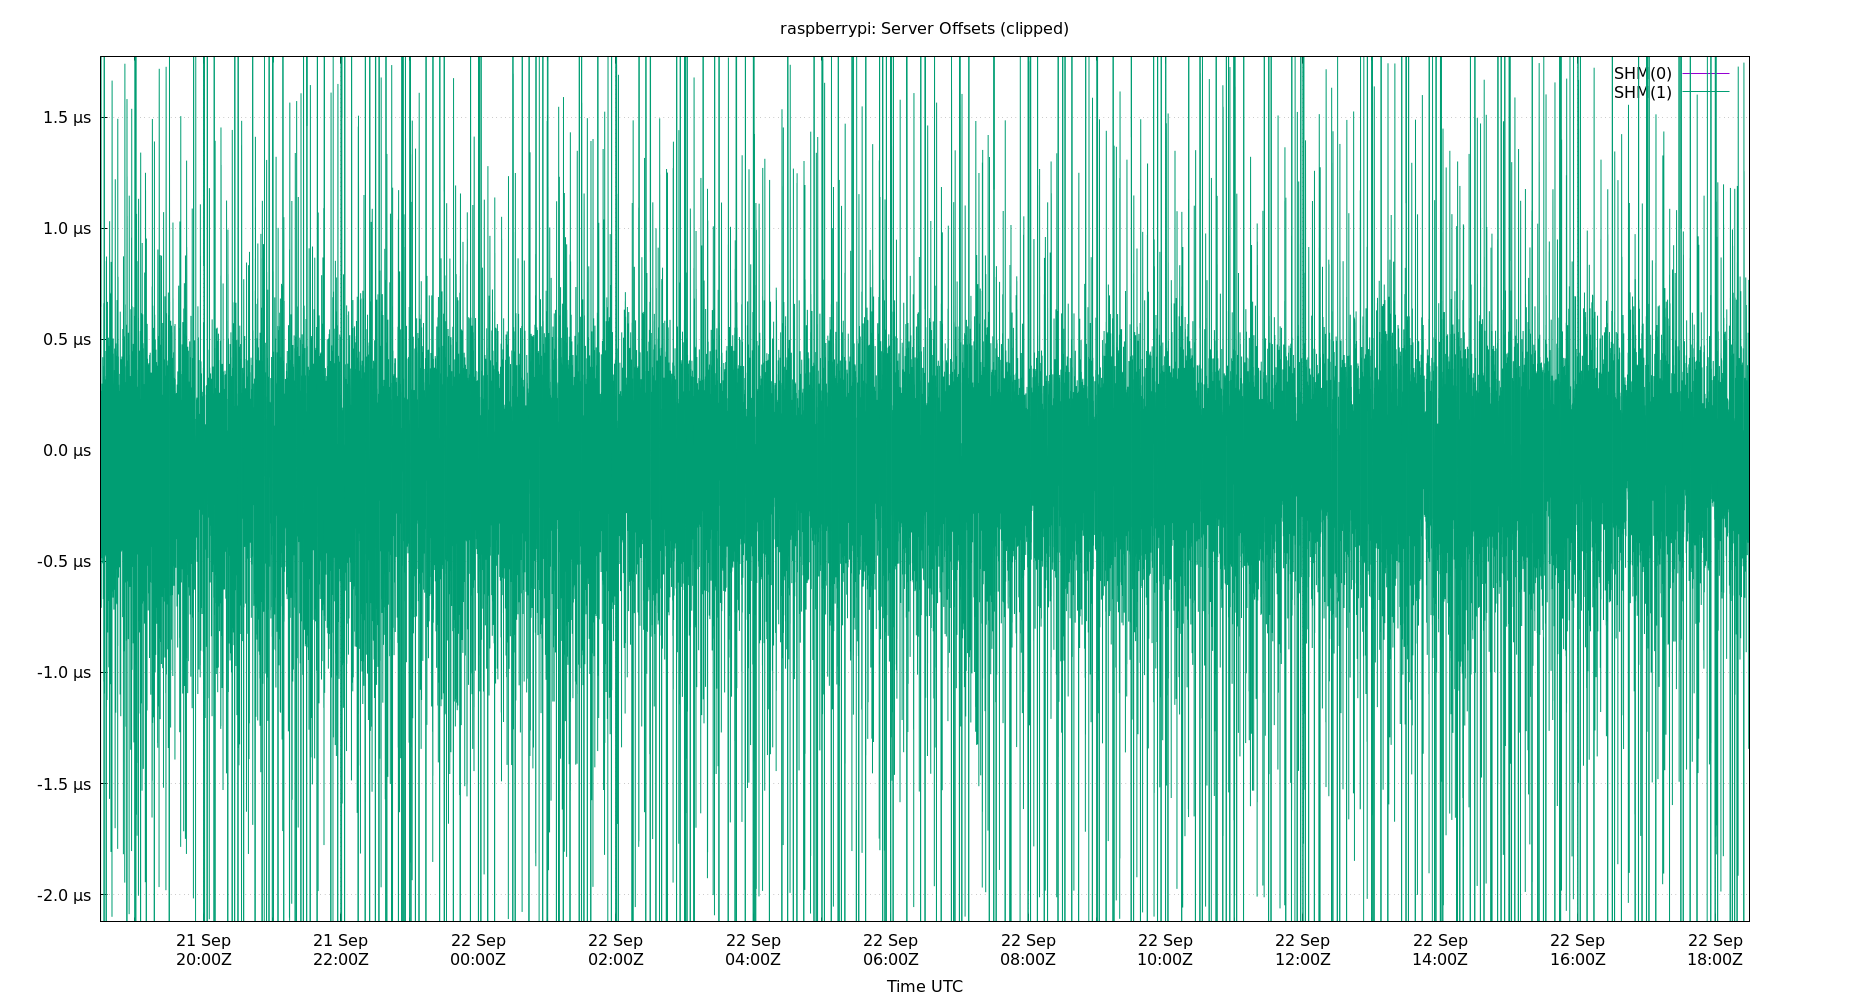 raspberrypi: Server Offsets (clipped)
SHM(0)
SHM(1)
1.5 μs
1.0 μs
0.5 μs
0.0 μs
-0.5 μs
-1.0 μs
-1.5 μs
-2.0 μs
21 Sep 21 Sep 22 Sep 22 Sep 22 Sep 22 Sep 22 Sep 22 Sep 22 Sep 22 Sep 22 Sep 22 Sep
20:00Z 22:00Z 00:00Z 02:00Z 04:00Z 06:00Z 08:00Z 10:00Z 12:00Z 14:00Z 16:00Z 18:00Z
Time UTC